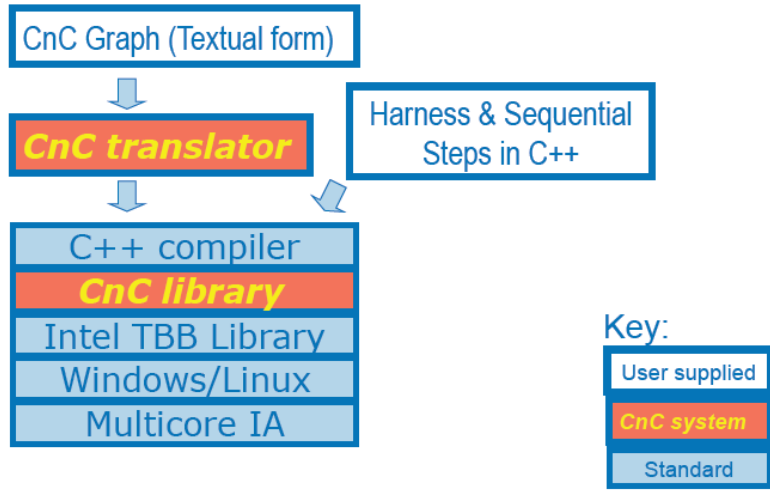 CnC Graph (Textual form)
CnC translator
Harness & Sequential
Steps in C++
C++ compiler
CnC library
Intel TBB Library
Windows/Linux
Multicore IA
Key:
User supplied
CnC system
Standard